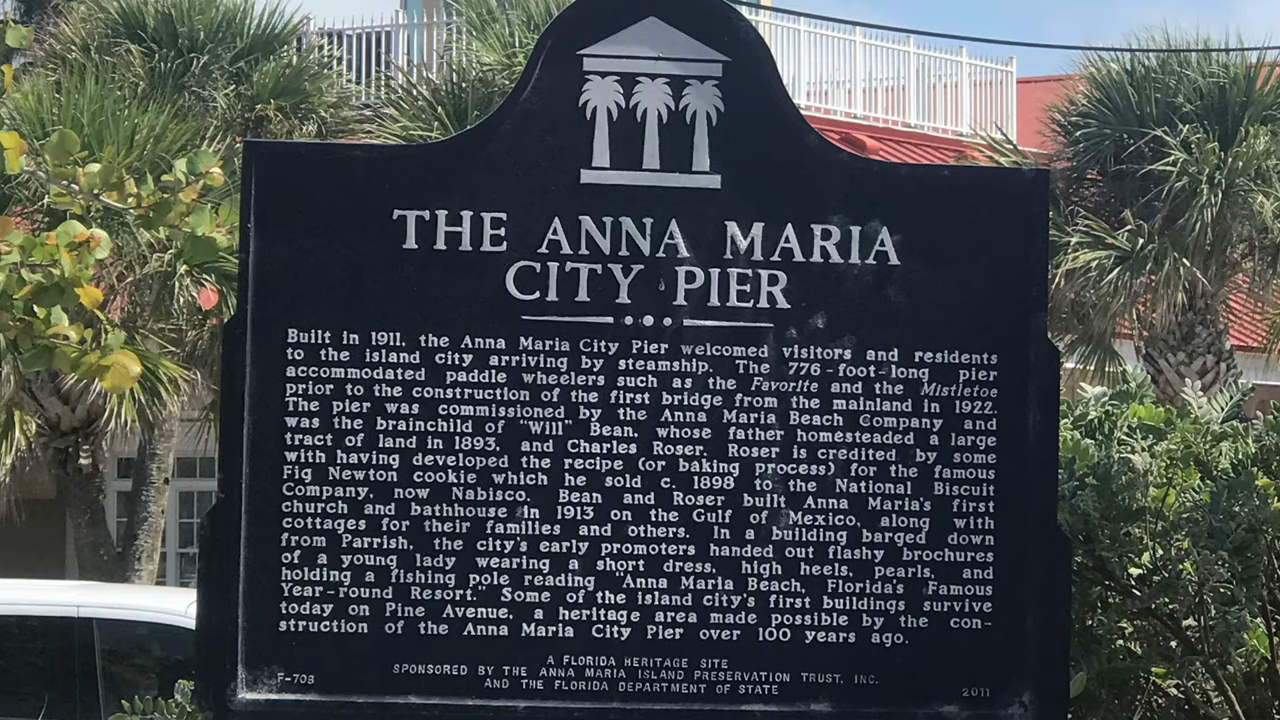 THE ANNA MARIA
CITY PIER
Built in 1911, the Anna Maria City Pier welcomed visitors and residents
to the island city arriving by steamship. The 776-foot-long pier
accommodated paddle wheelers such as the Favorite and the Mistletoe
prior to the construction of the first bridge from the mainland in 1922.
The pier was commissioned by the Anna Maria Beach Company and
was the brainchild of "Will" Bean, whose father homesteaded a large
tract of land in 1893, and Charles Roser. Roser is credited by some
with having developed the recipe (or baking process) for the famous
Fig Newton cookie which he sold c. 1898 to the National Biscuit
Company, now Nabisco. Bean and Roser built Anna Maria's first
church and bathhouse in 1913 on the Gulf of Mexico, along with
cottages for their families and others. In a building barged down
from Parrish, the city's early promoters handed out flashy brochures
of a young lady wearing a short dress, high heels, pearls, and
holding a fishing pole reading "Anna Maria Beach, Florida's Famous
Year-round Resort." Some of the island city's first buildings survive
today on Pine Avenue, a heritage area made possible by the con-
struction of the Anna Maria City Pier over 100 years ago.
A FLORIDA HERITAGE SITE
SPONSORED BY THE ANNA MARIA ISLAND PRESERVATION TRUST, INC.
AND THE FLORIDA DEPARTMENT OF STATE
F-708
2011